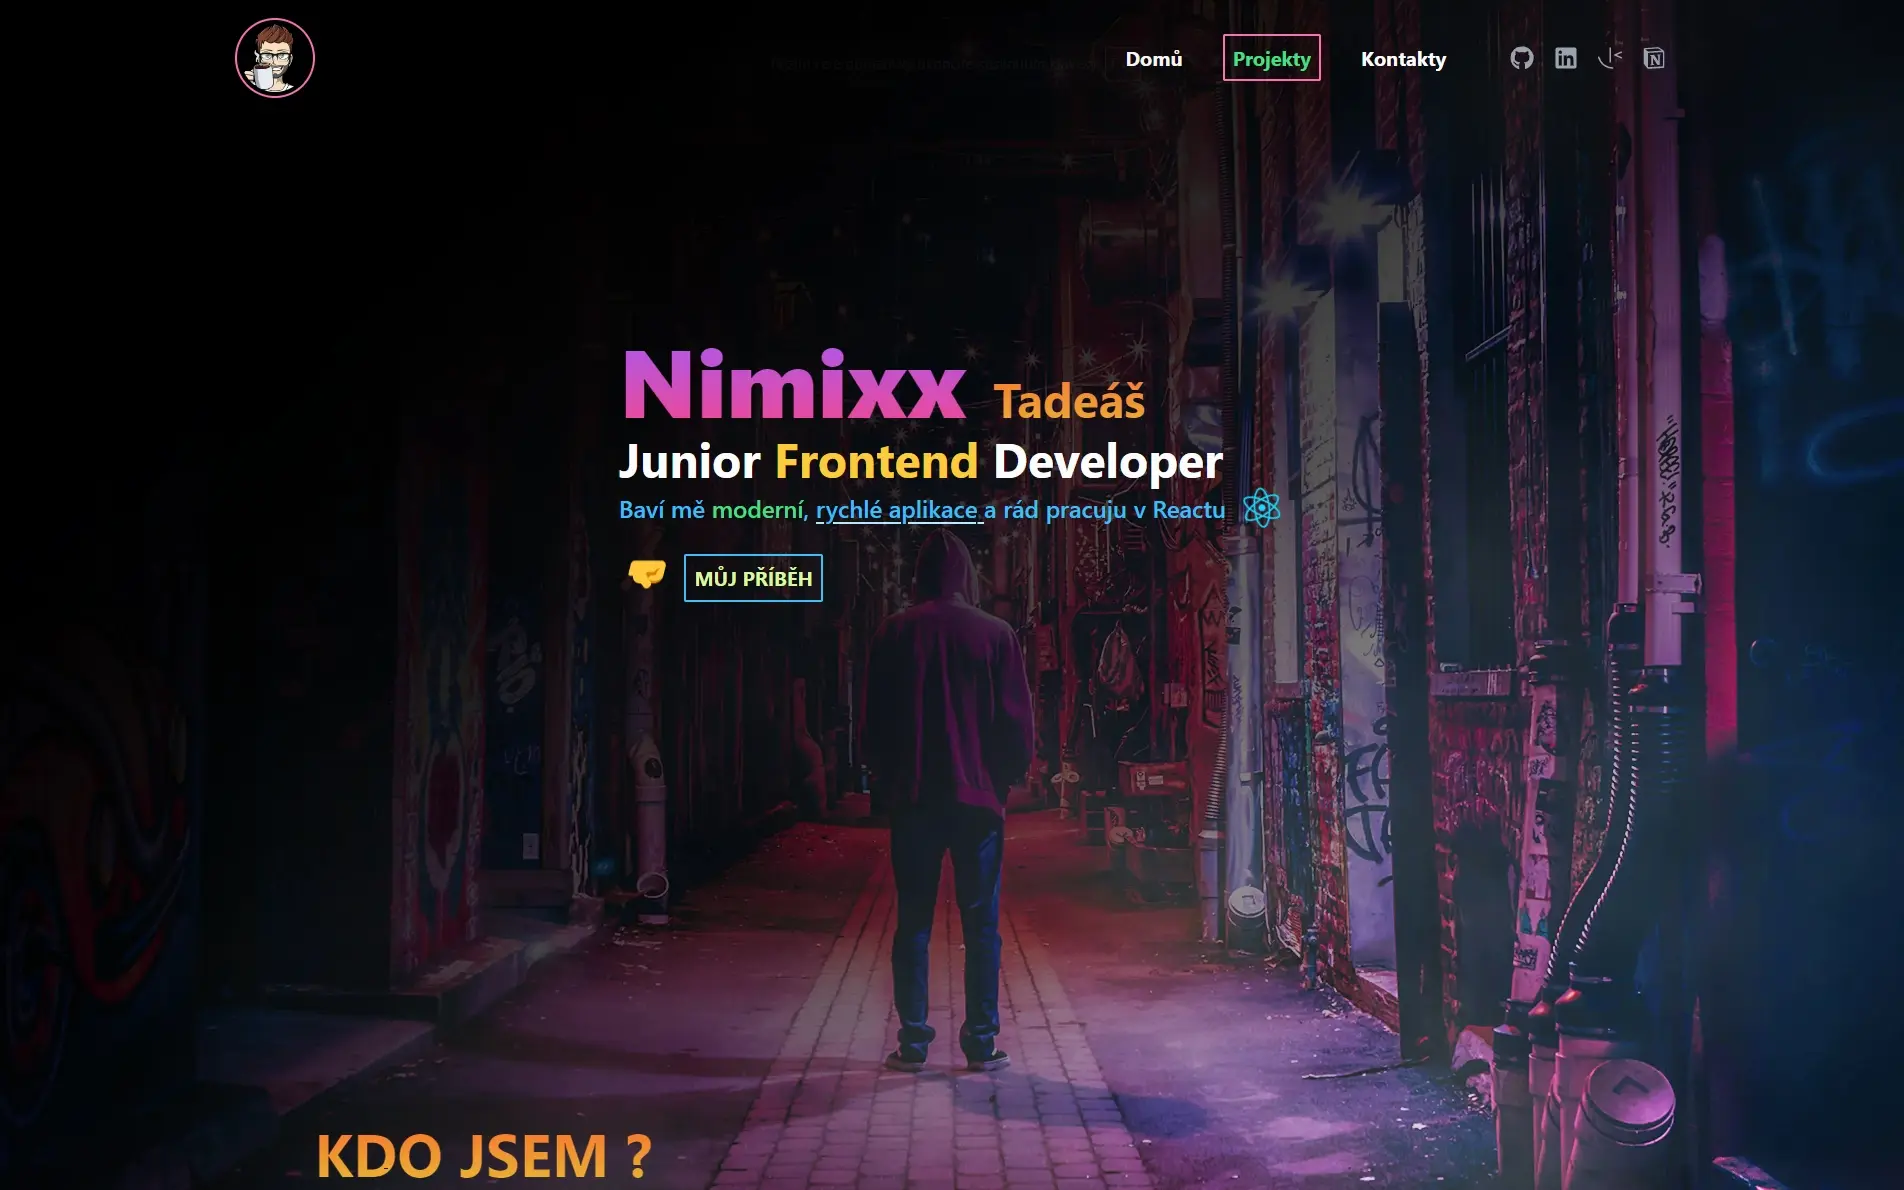 Domů Projekty Kontakty
Nimixx Tadeáš
Junior Frontend Developer
Baví mě moderní, rychlé aplikace a rád pracuju v Reactu
MŮJ PŘÍBĚH
KDO JSEM ?